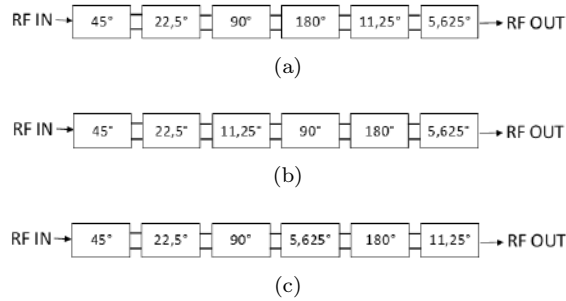 RF IN 45° 22,5° 90° 180° 11,25° 5,625° RF OUT
(a)
RF IN 45° 22,5° 11,25° 90° 180° 5,625° RF OUT
(b)
RF IN 45° 22,5° 90° 5,625° 180° 11,25° RF OUT
(c)